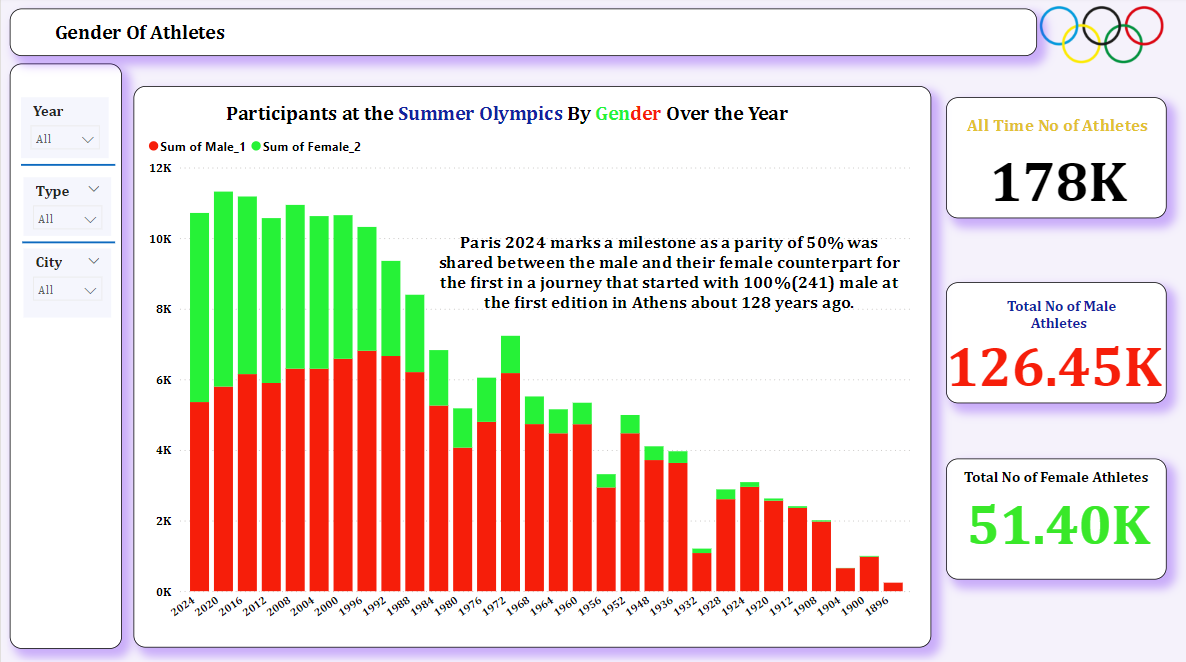 Gender Of Athletes
Year
All
Type
All
City
All
Participants at the Summer Olympics By Gender Over the Year
Sum of Male_1 Sum of Female_2
12K
10K
8K
6K
4K
2K
0K
Paris 2024 marks a milestone as a parity of 50% was
shared between the male and their female counterpart for
the first in a journey that started with 100%(241) male at
the first edition in Athens about 128 years ago.
2024 2020 2016 2012 2008 2004 2000 1996 1992 1988 1984 1980 1976 1972 1968 1964 1960 1956 1952 1948 1936 1932 1928 1924 1920 1912 1908 1904 1900 1896
All Time No of Athletes
178K
Total No of Male
Athletes
126.45K
Total No of Female Athletes
51.40K